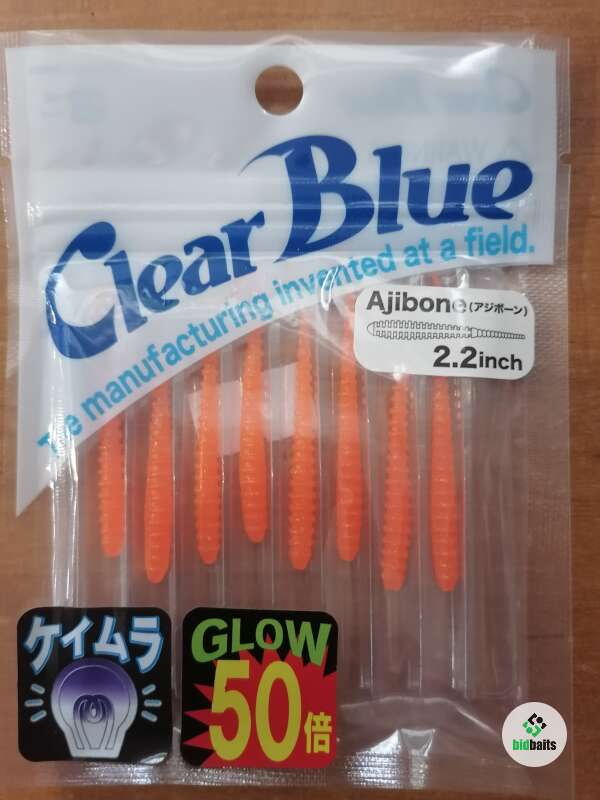 Clear Blue
The manufacturing invented at a field.
Ajibone(アジボーン)
2.2inch
ケイムラ
GLOW
50倍
bidbaits